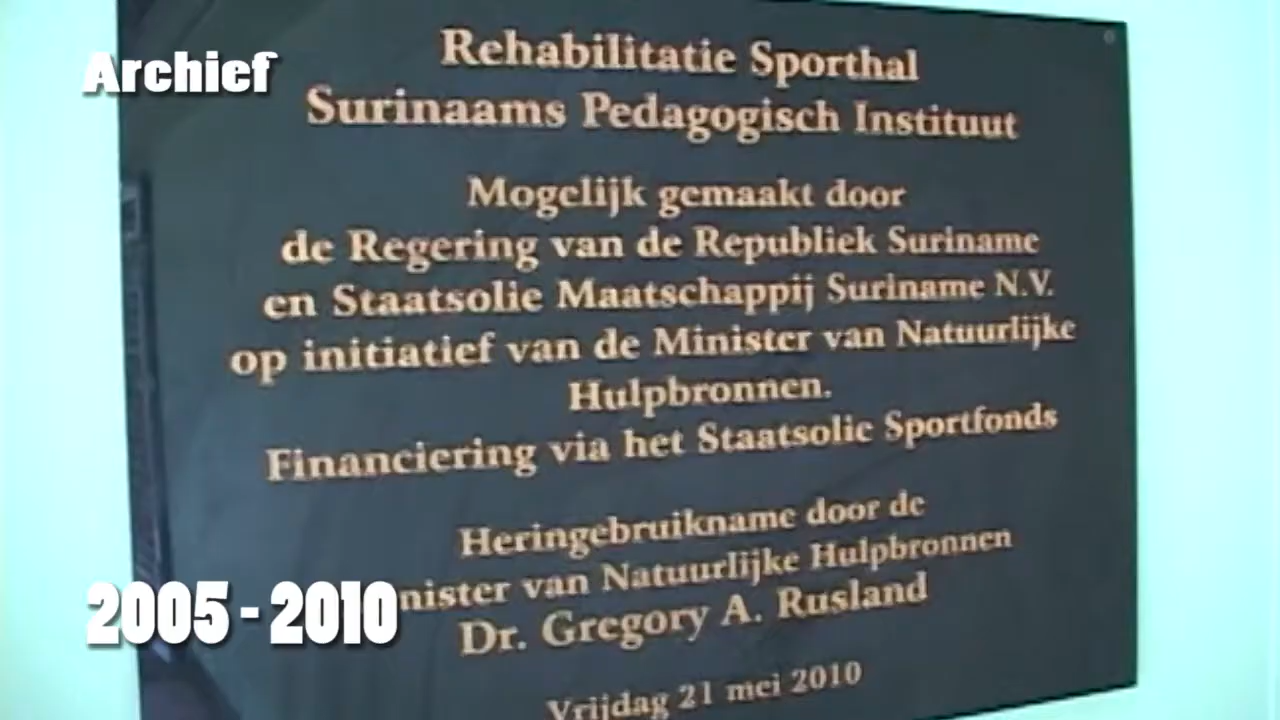 Archief
Rehabilitatie Sporthal
Surinaams Pedagogisch Instituut
Mogelijk gemaakt door
de Regering van de Republiek Suriname
en Staatsolie Maatschappij Suriname N.V.
op initiatief van de Minister van Natuurlijke
Hulpbronnen.
Financiering via het Staatsolie Sportfonds
Heringebruikname door de
nister van Natuurlijke Hulpbronnen
Dr. Gregory A. Rusland
Vrijdag 21 mei 2010
2005 - 2010